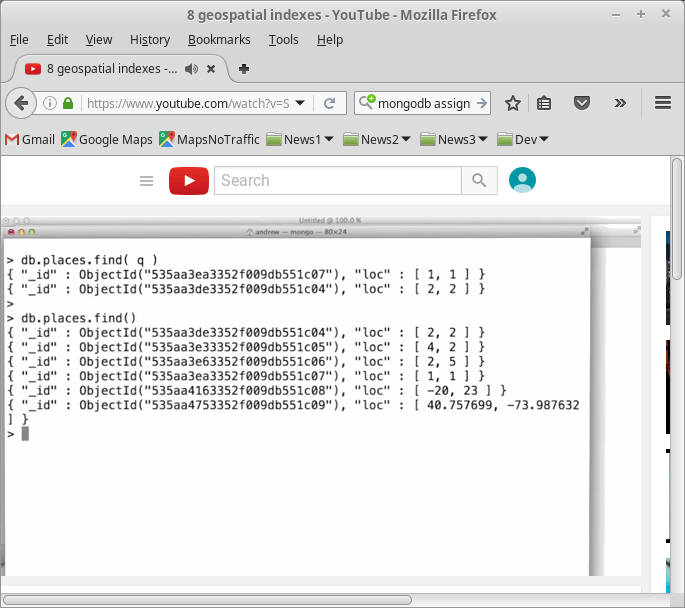 8 geospatial indexes - YouTube - Mozilla Firefox
File Edit View History Bookmarks Tools Help
8 geospatial indexes -...
https://www.youtube.com/watch?v=S mongodb assign
Gmail Google Maps MapsNoTraffic News1 News2 News3 Dev
Search
Untitled @ 100.0 %
andrew — mongo — 80×24
> db.places.find( q )
{ "_id" : ObjectId("535aa3ea3352f009db551c07"), "loc" : [ 1, 1 ] }
{ "_id" : ObjectId("535aa3de3352f009db551c04"), "loc" : [ 2, 2 ] }
>
> db.places.find()
{ "_id" : ObjectId("535aa3de3352f009db551c04"), "loc" : [ 2, 2 ] }
{ "_id" : ObjectId("535aa3e33352f009db551c05"), "loc" : [ 4, 2 ] }
{ "_id" : ObjectId("535aa3e63352f009db551c06"), "loc" : [ 2, 5 ] }
{ "_id" : ObjectId("535aa3ea3352f009db551c07"), "loc" : [ 1, 1 ] }
{ "_id" : ObjectId("535aa4163352f009db551c08"), "loc" : [ -20, 23 ] }
{ "_id" : ObjectId("535aa4753352f009db551c09"), "loc" : [ 40.757699, -73.987632
] }
>